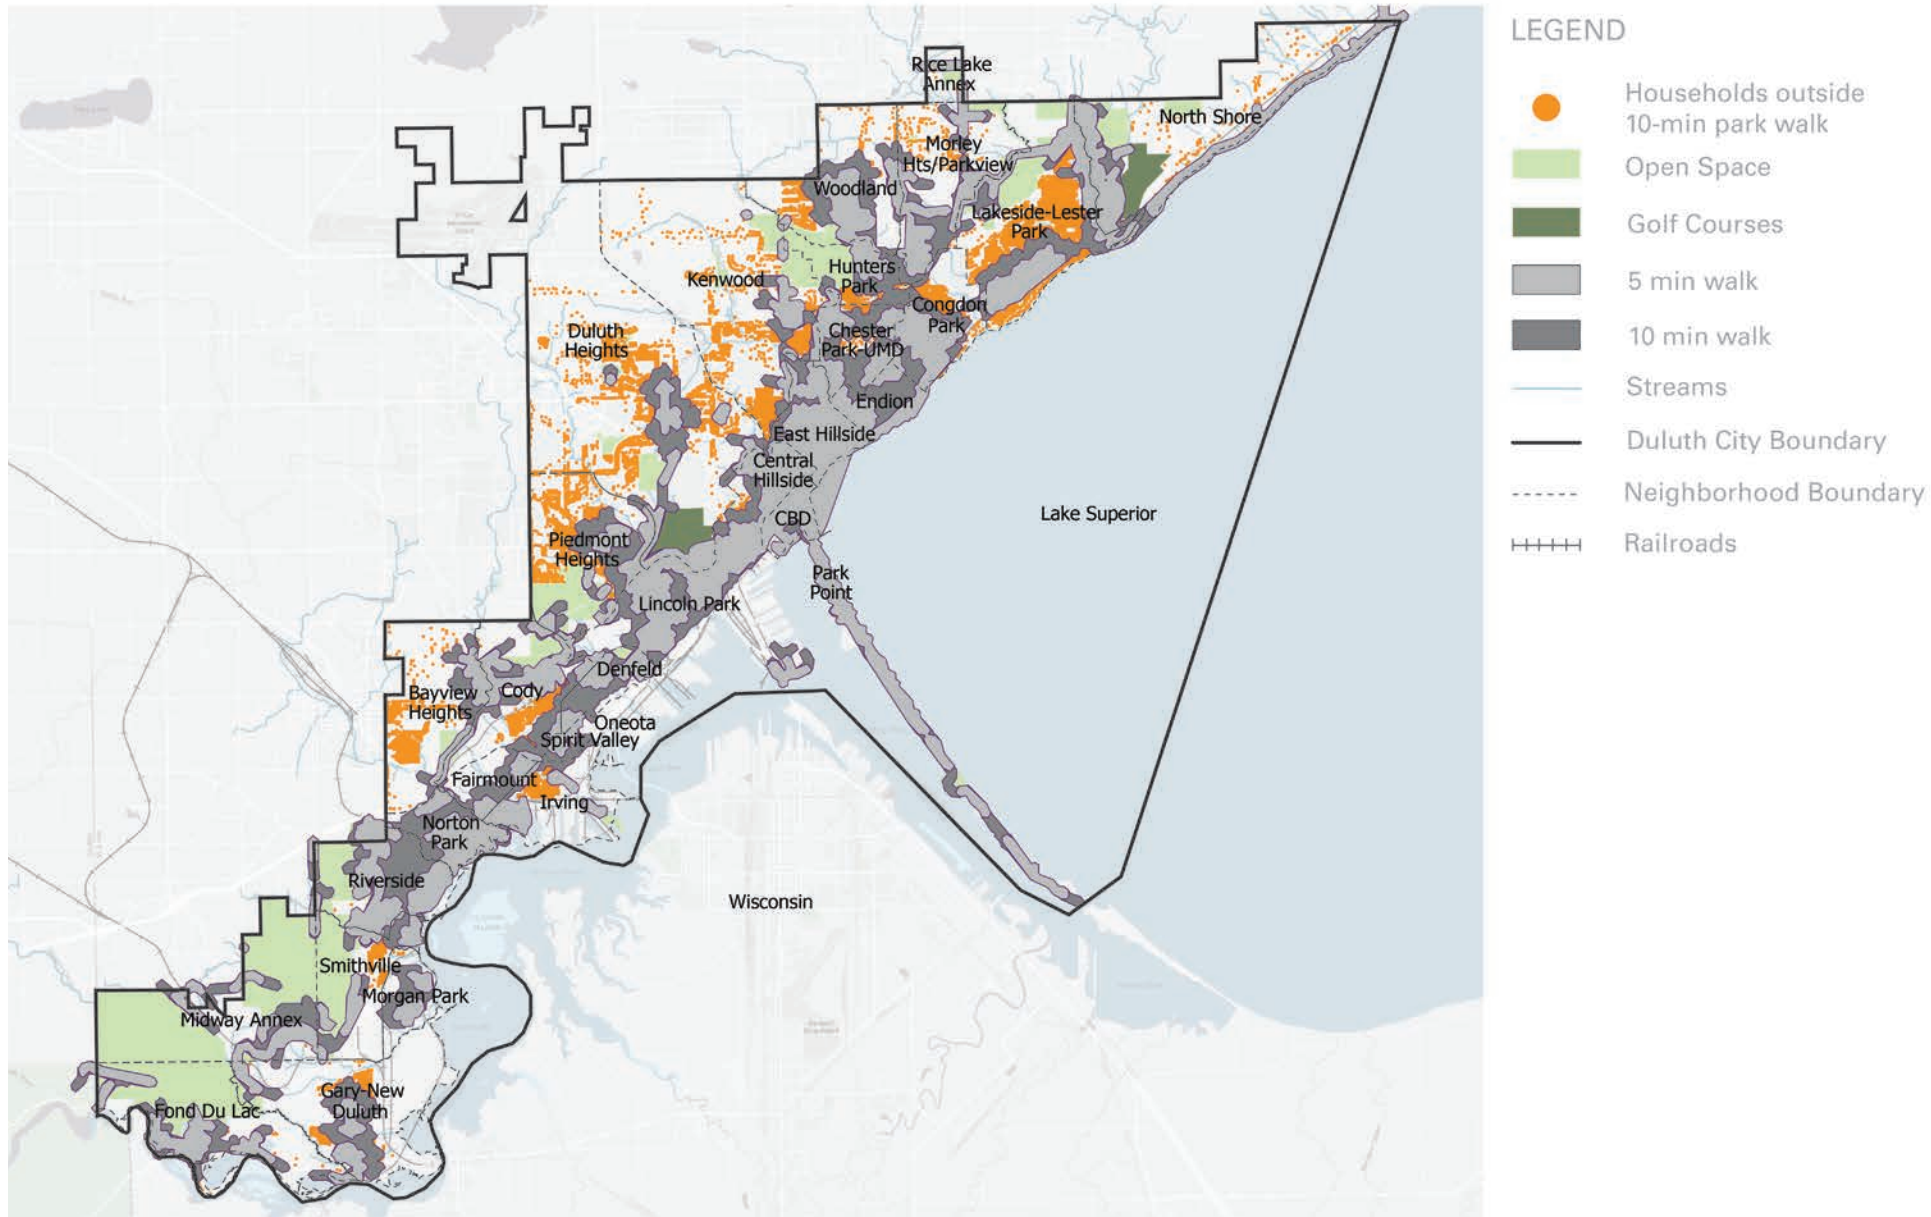 LEGEND
Households outside
10-min park walk
Open Space
Golf Courses
5 min walk
10 min walk
Streams
Duluth City Boundary
Neighborhood Boundary
Railroads
Rice Lake
Annex
North Shore
Morley
Hts/Parkview
Woodland
Lakeside-Lester
Park
Hunters
Park
Kenwood
Congdon
Park
Duluth
Heights
Chester
Park-UMD
Endion
East Hillside
Central
Hillside
CBD
Lake Superior
Piedmont
Heights
Park
Point
Lincoln Park
Denfeld
Cody
Bayview
Heights
Oneota
Spirit Valley
Fairmount
Irving
Norton
Park
Riverside
Wisconsin
Smithville
Morgan Park
Midway Annex
Gary-New
Duluth
Fond Du Lac